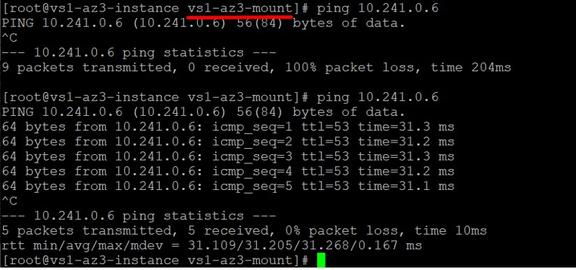 [root@vs1-az3-instance vs1-az3-mount]# ping 10.241.0.6
PING 10.241.0.6 (10.241.0.6) 56(84) bytes of data.
^C
--- 10.241.0.6 ping statistics ---
9 packets transmitted, 0 received, 100% packet loss, time 204ms

[root@vs1-az3-instance vs1-az3-mount]# ping 10.241.0.6
PING 10.241.0.6 (10.241.0.6) 56(84) bytes of data.
64 bytes from 10.241.0.6: icmp_seq=1 ttl=53 time=31.3 ms
64 bytes from 10.241.0.6: icmp_seq=2 ttl=53 time=31.2 ms
64 bytes from 10.241.0.6: icmp_seq=3 ttl=53 time=31.3 ms
64 bytes from 10.241.0.6: icmp_seq=4 ttl=53 time=31.2 ms
64 bytes from 10.241.0.6: icmp_seq=5 ttl=53 time=31.1 ms
^C
--- 10.241.0.6 ping statistics ---
5 packets transmitted, 5 received, 0% packet loss, time 10ms
rtt min/avg/max/mdev = 31.109/31.205/31.268/0.167 ms
[root@vs1-az3-instance vs1-az3-mount]#